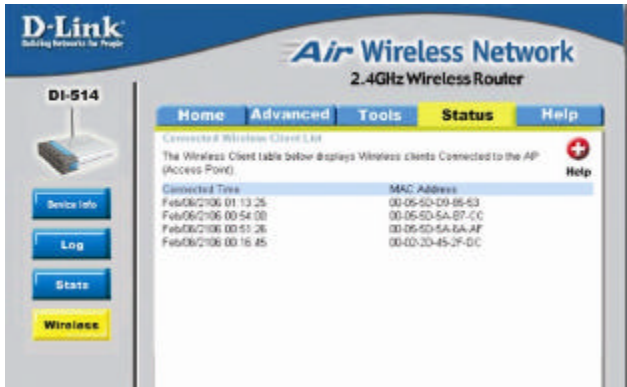 D-Link
Building Networks for People
Air Wireless Network
2.4GHz Wireless Router
DI-514
Home Advanced Tools Status Help
Connected Wireless Client List
The Wireless Client table below displays Wireless clients Connected to the AP
(Access Point).
Help
Connected Time MAC Address
Feb/06/2106 01:13:25 00-05-5D-D9-85-53
Feb/06/2106 00:54:00 00-05-5D-5A-B7-CC
Feb/06/2106 00:51:26 00-05-5D-5A-6A-AF
Feb/06/2106 00:16:45 00-02-2D-45-2F-DC
Device Info
Log
Stats
Wireless